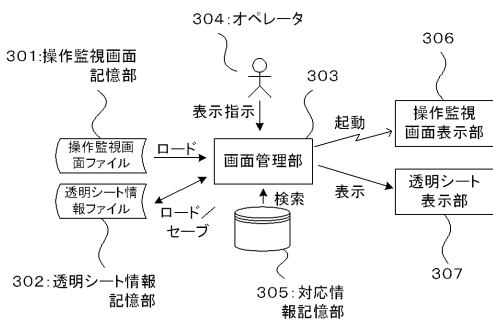 304:オペレータ
301:操作監視画面
記憶部
303
306
表示指示
起動
操作監視
画面表示部
操作監視画
面ファイル
ロード
画面管理部
透明シート情
報ファイル
ロード/
セーブ
検索
表示
透明シート
表示部
302:透明シート情報
記憶部
305:対応情
報記憶部
307